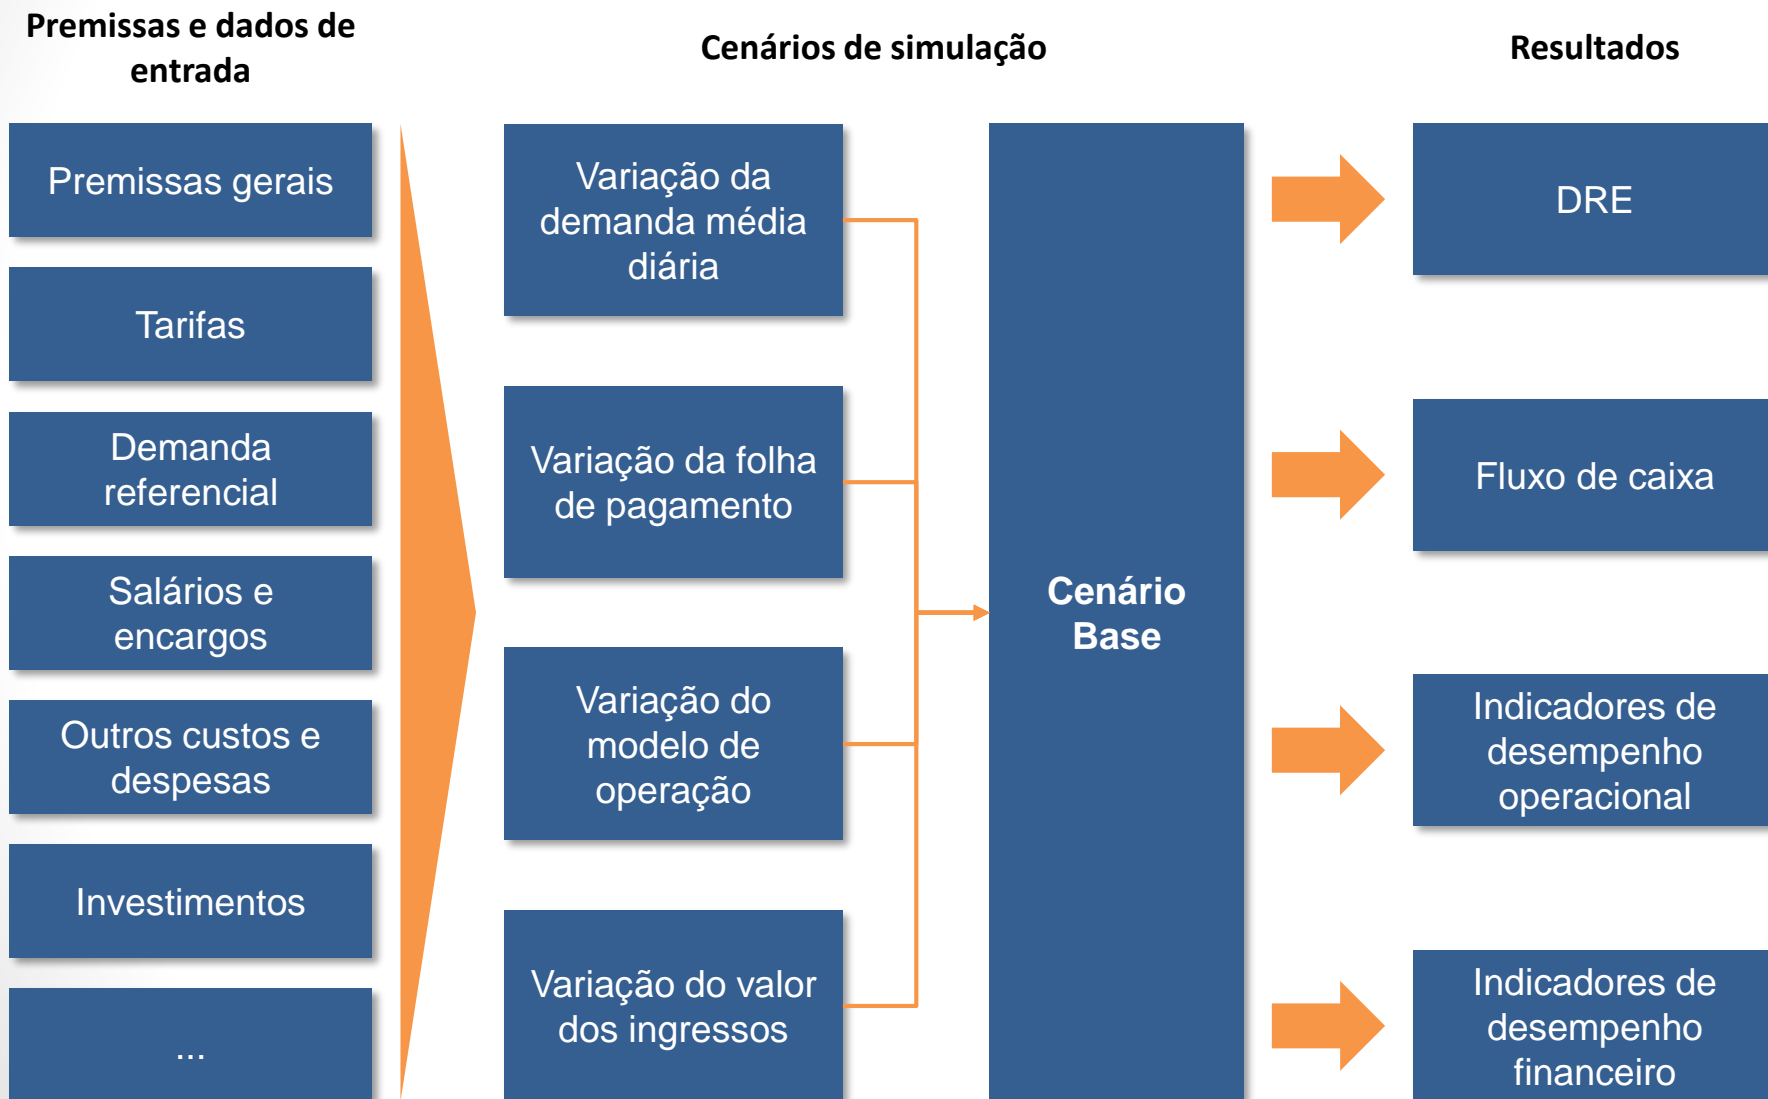 Premissas e dados de
entrada
Cenários de simulação
Resultados
Premissas gerais
Tarifas
Demanda
referencial
Salários e
encargos
Outros custos e
despesas
Investimentos
...
Variação da
demanda média
diária
Variação da folha
de pagamento
Variação do
modelo de
operação
Variação do valor
dos ingressos
Cenário
Base
DRE
Fluxo de caixa
Indicadores de
desempenho
operacional
Indicadores de
desempenho
financeiro